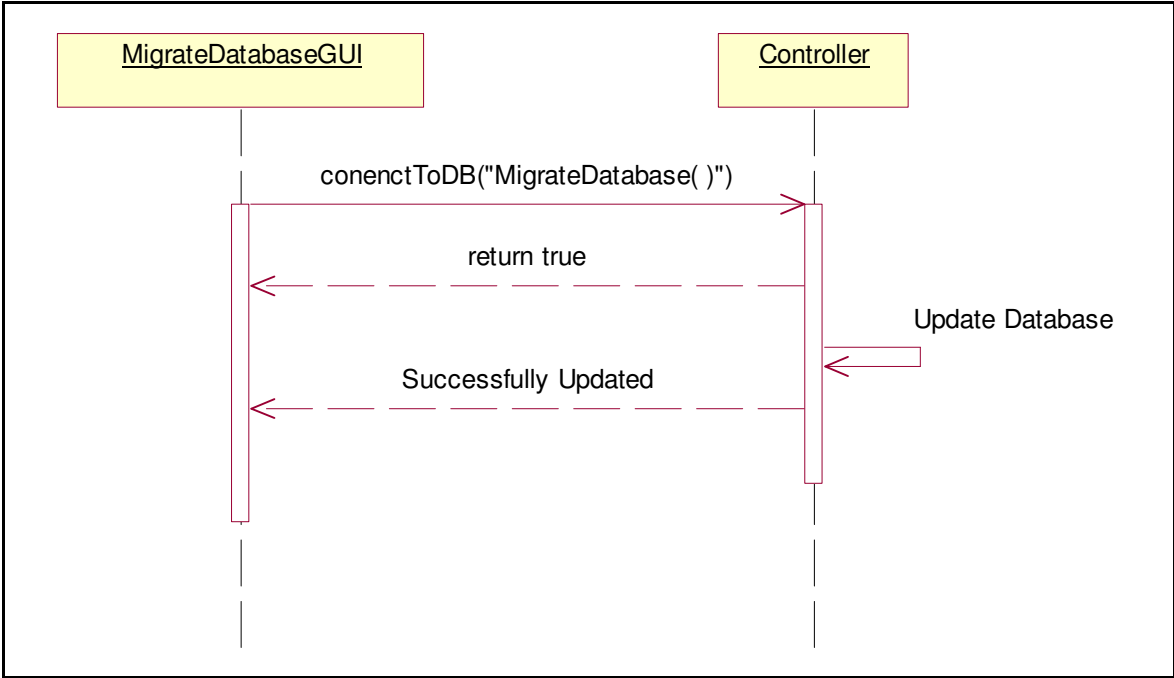 MigrateDatabaseGUI
Controller
conenctToDB("MigrateDatabase( )")
return true
Update Database
Successfully Updated